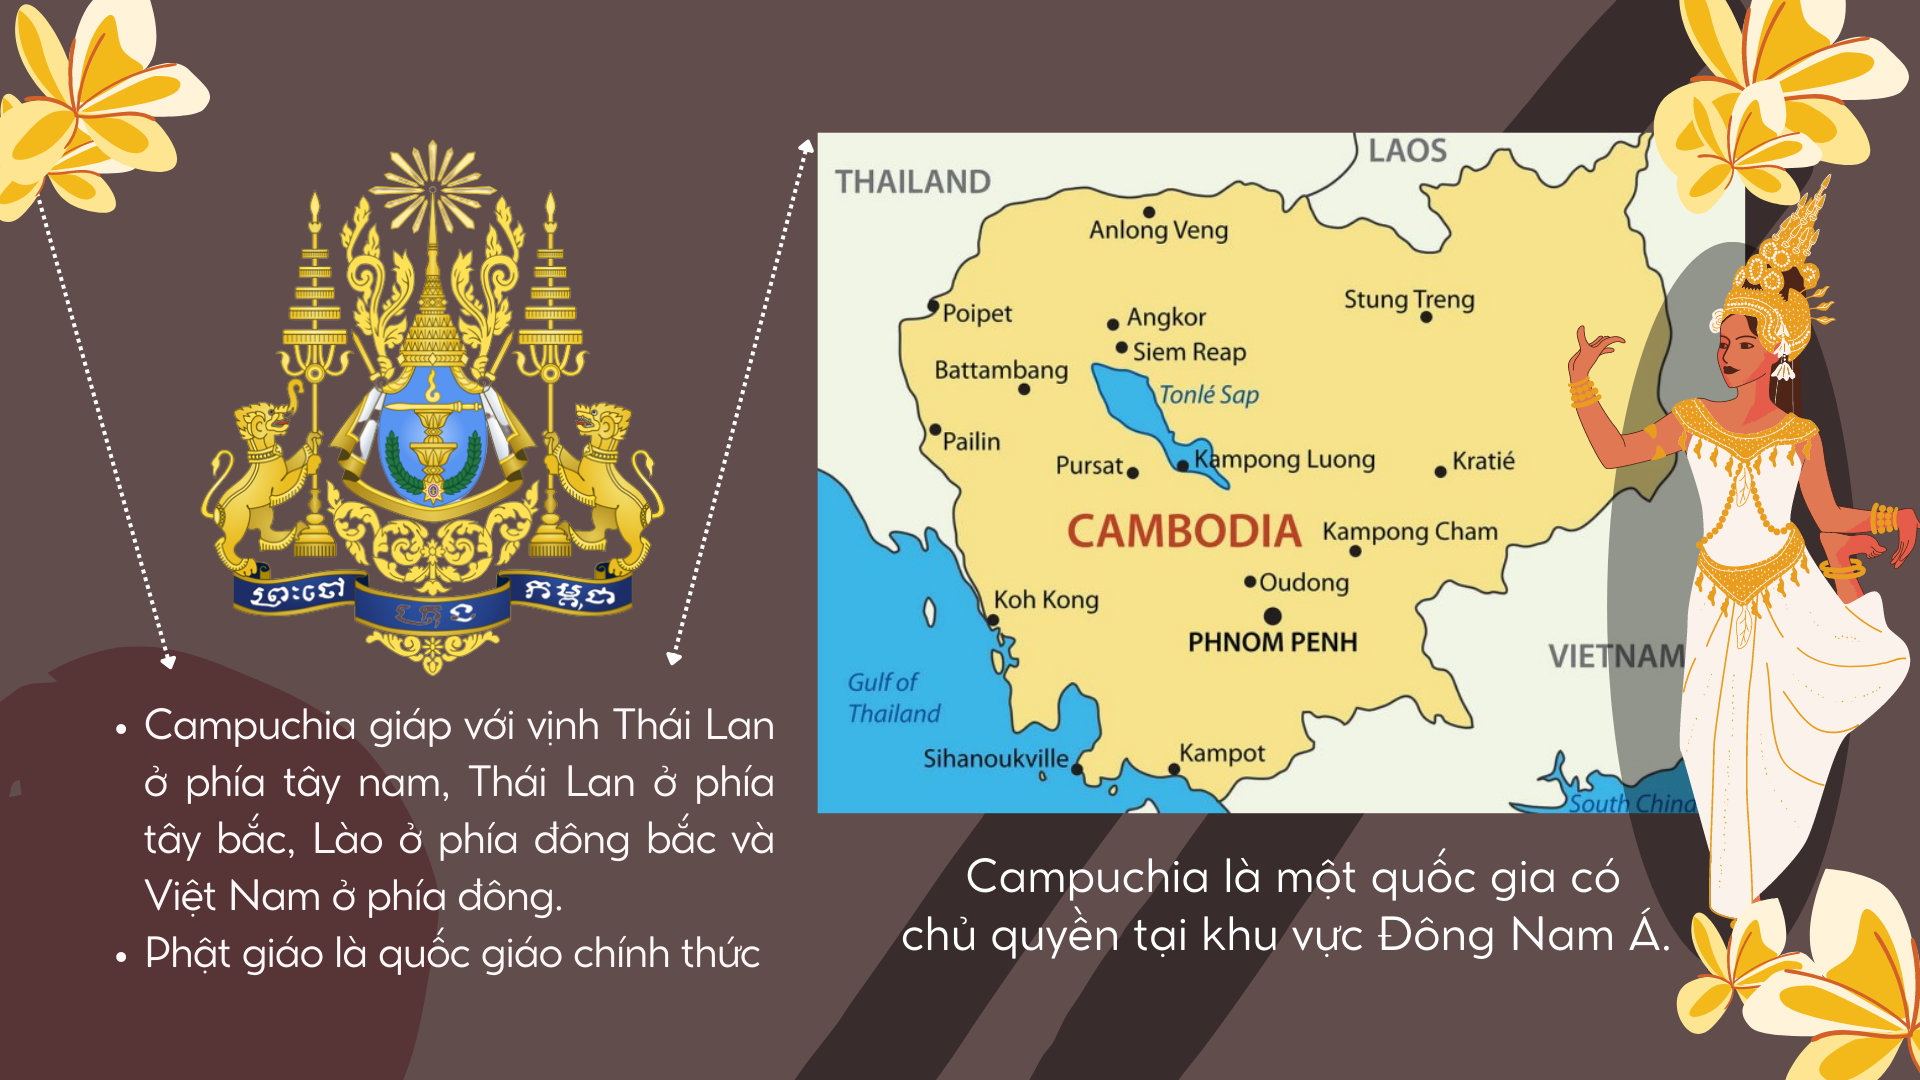 THAILAND
LAOS
Anlong Veng
Stung Treng
Poipet
Angkor
Siem Reap
Battambang
Tonlé Sap
Pailin
Pursat
Kampong Luong
Kratié
CAMBODIA
Kampong Cham
Oudong
Koh Kong
PHNOM PENH
VIETNAM
Gulf of
Thailand
Sihanoukville
Kampot
South China
ព្រះចៅ
ក្រុង
កម្ពុជា
• Campuchia giáp với vịnh Thái Lan
ở phía tây nam, Thái Lan ở phía
tây bắc, Lào ở phía đông bắc và
Việt Nam ở phía đông.
• Phật giáo là quốc giáo chính thức
Campuchia là một quốc gia có
chủ quyền tại khu vực Đông Nam Á.